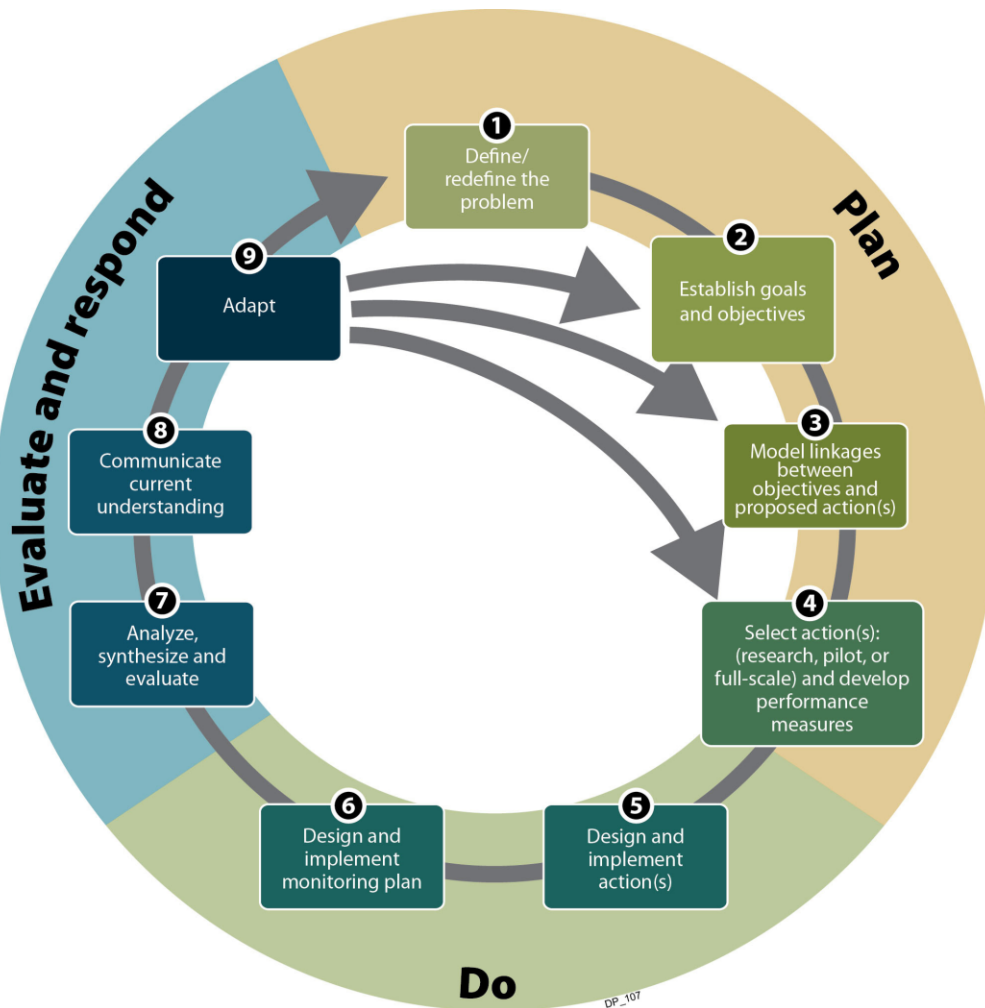 Plan
1
Define/
redefine the
problem
2
Establish goals
and objectives
3
Model linkages
between
objectives and
proposed action(s)
4
Select action(s):
(research, pilot, or
full-scale) and develop
performance
measures
Do
5
Design and
implement
action(s)
6
Design and
implement
monitoring plan
Evaluate and respond
7
Analyze,
synthesize and
evaluate
8
Communicate
current
understanding
9
Adapt
DP_107